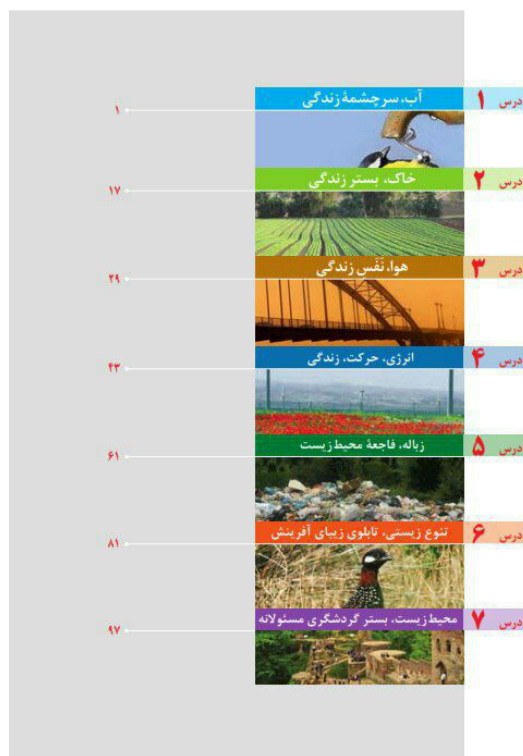 درس ۱ آب، سرچشمهٔ زندگی ۱
درس ۲ خاک، بستر زندگی ۱۷
درس ۳ هوا، نَفَس زندگی ۲۹
درس ۴ انرژی، حرکت، زندگی ۴۳
درس ۵ زباله، فاجعهٔ محیط‌زیست ۶۱
درس ۶ تنوع زیستی، تابلوی زیبای آفرینش ۸۱
درس ۷ محیط‌زیست، بستر گردشگری مسئولانه ۹۷